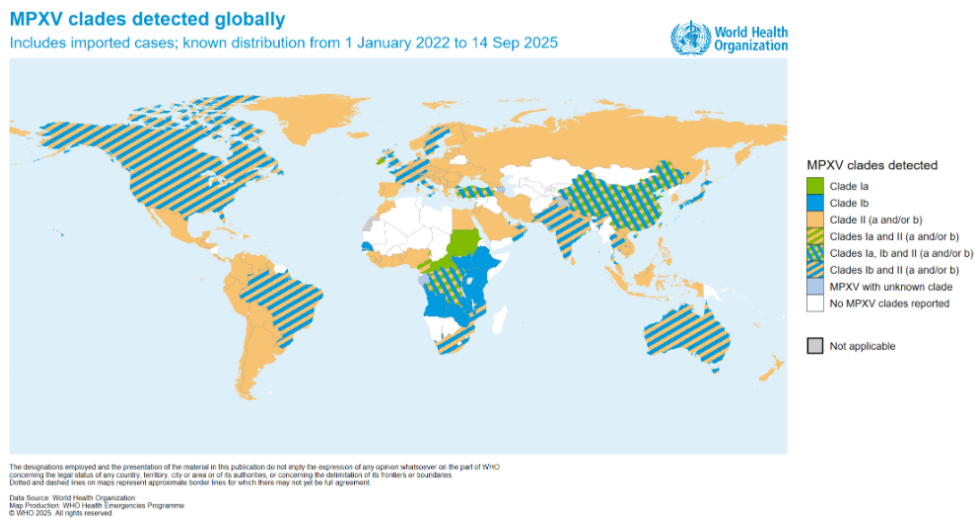 MPXV clades detected globally
Includes imported cases; known distribution from 1 January 2022 to 14 Sep 2025
World Health
Organization
MPXV clades detected
Clade Ia
Clade Ib
Clade II (a and/or b)
Clades Ia and II (a and/or b)
Clades Ia, Ib and II (a and/or b)
Clades Ib and II (a and/or b)
MPXV with unknown clade
No MPXV clades reported
Not applicable
The designations employed and the presentation of the material in this publication do not imply the expression of any opinion whatsoever on the part of WHO
concerning the legal status of any country, territory, city or area or of its authorities, or concerning the delimitation of its frontiers or boundaries.
Dotted and dashed lines on maps represent approximate border lines for which there may not yet be full agreement.
Data Source: World Health Organization
Map Production: WHO Health Emergencies Programme
© WHO 2025. All rights reserved.